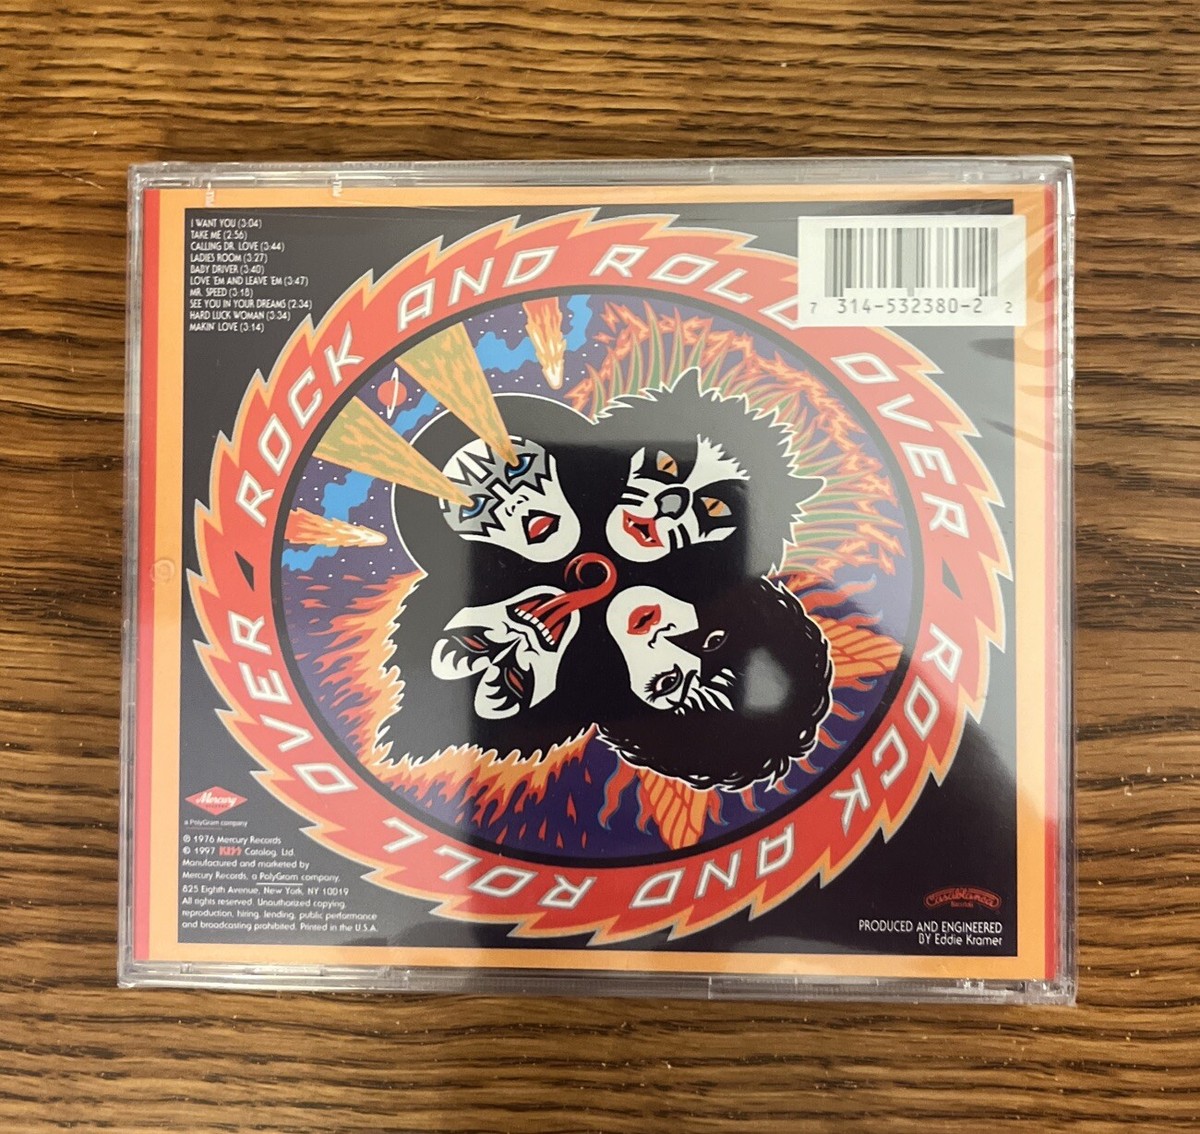 I WANT YOU (3:04)
TAKE ME (2:56)
CALLING DR. LOVE (3:44)
LADIES ROOM (3:27)
BABY DRIVER (3:40)
LOVE 'EM AND LEAVE 'EM (3:47)
MR. SPEED (3:18)
SEE YOU IN YOUR DREAMS (2:34)
HARD LUCK WOMAN (3:34)
MAKIN' LOVE (3:14)
7 314-532380-2 2
ROCK AND ROLL OVER
ROCK AND ROLL OVER
Mercury
a PolyGram company
℗ 1976 Mercury Records
© 1997 KISS Catalog, Ltd.
Manufactured and marketed by
Mercury Records, a PolyGram company,
825 Eighth Avenue, New York, NY 10019
All rights reserved. Unauthorized copying,
reproduction, hiring, lending, public performance
and broadcasting prohibited. Printed in the U.S.A.
Casablanca
Records
PRODUCED AND ENGINEERED
BY Eddie Kramer